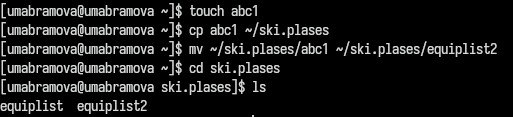 [umabramova@umabramova ~]$ touch abc1
[umabramova@umabramova ~]$ cp abc1 ~/ski.plases
[umabramova@umabramova ~]$ mv ~/ski.plases/abc1 ~/ski.plases/equiplist2
[umabramova@umabramova ~]$ cd ski.plases
[umabramova@umabramova ski.plases]$ ls
equiplist  equiplist2